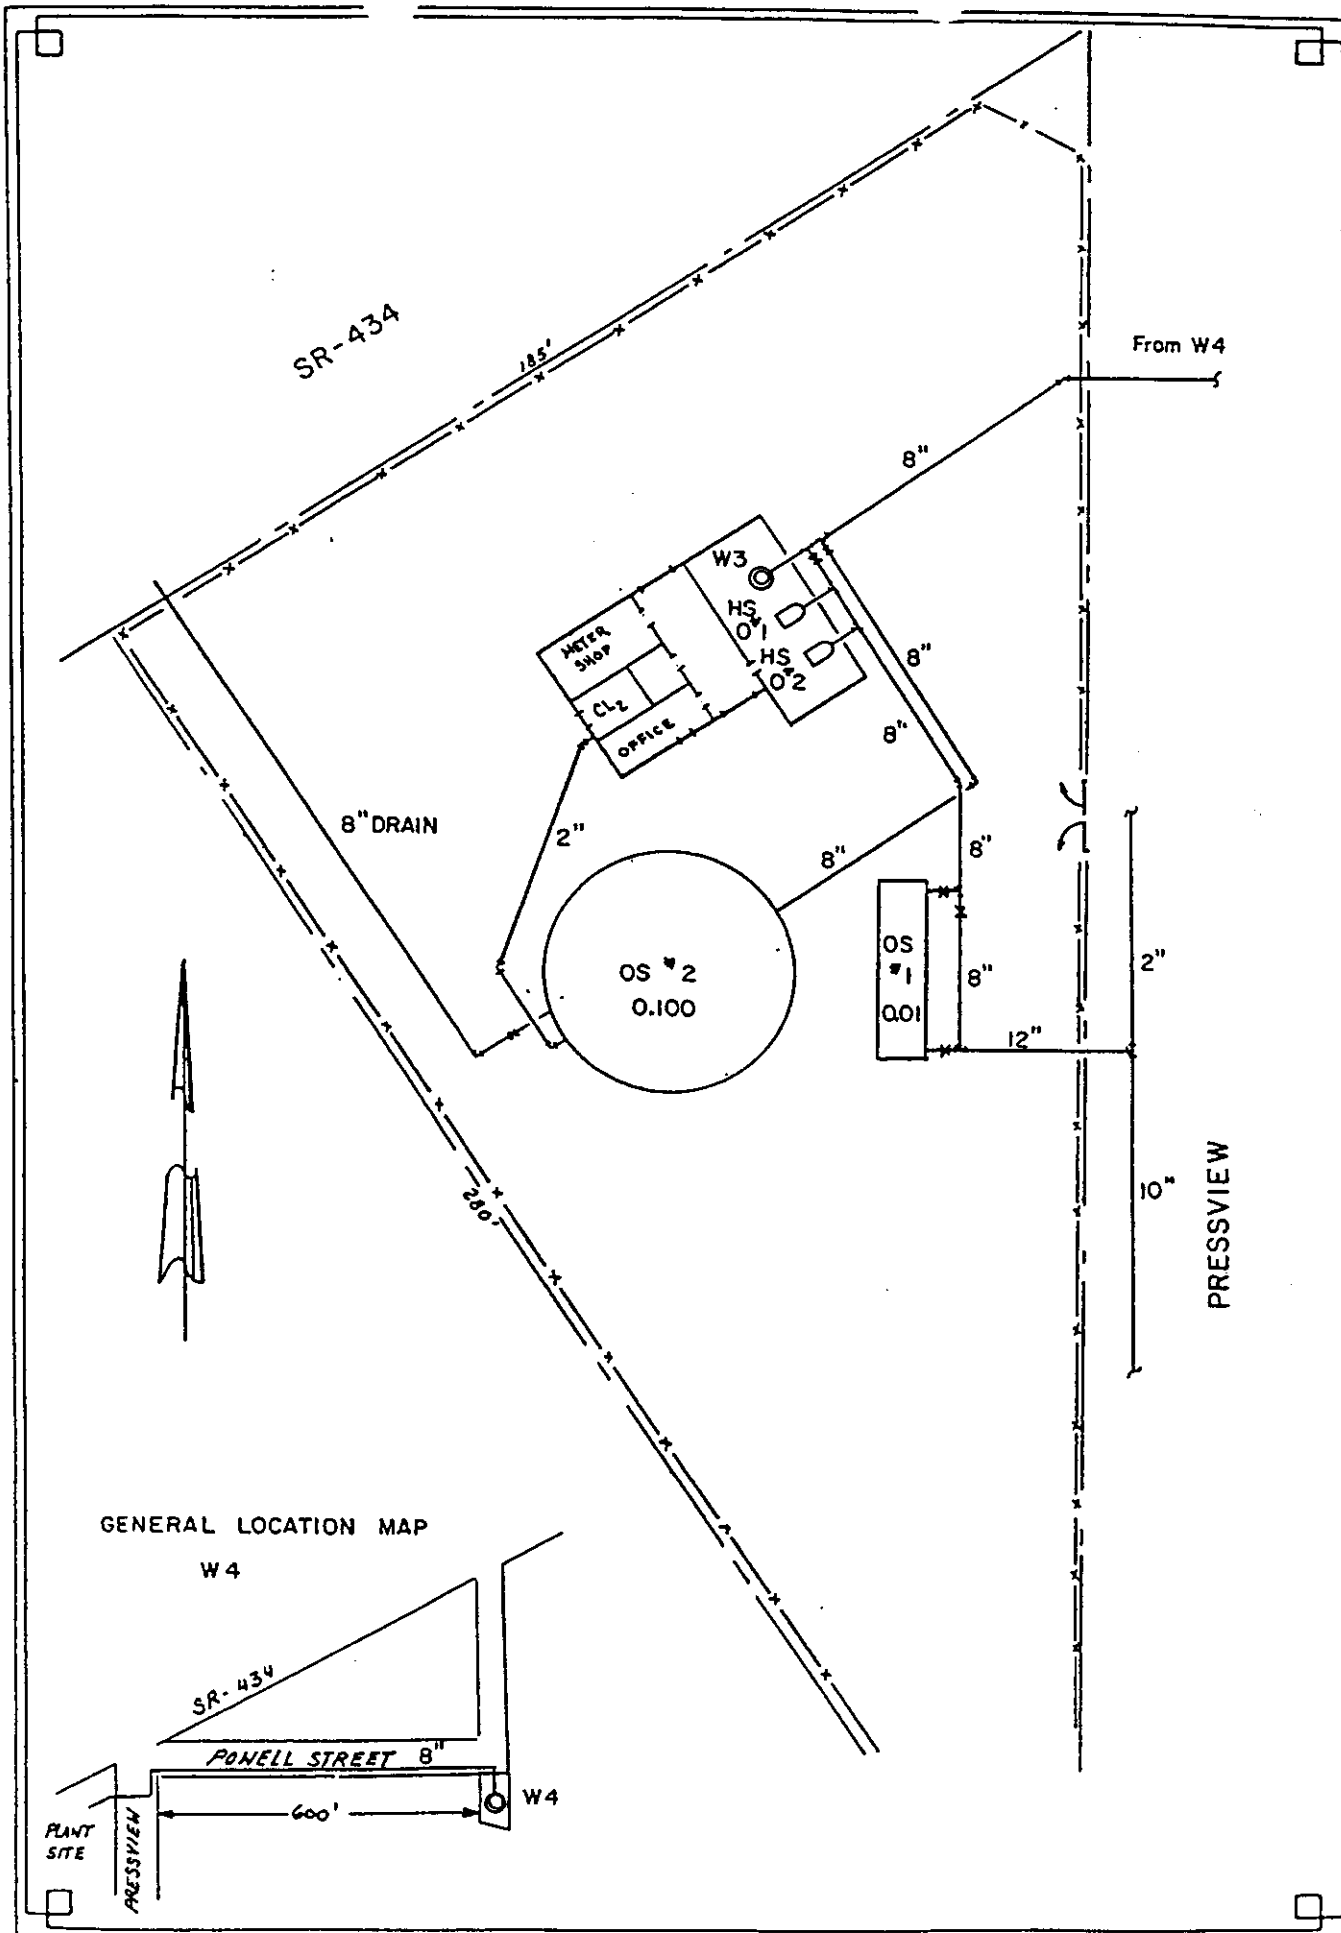 SR-434
185'
From W4
8"
W3
HS
O#1
HS
O#2
METER
SHOP
CL2
OFFICE
8"
8"
8" DRAIN
2"
8"
8"
OS
#1
0.01
8"
2"
OS #2
0.100
12"
10"
PRESSVIEW
280'
GENERAL LOCATION MAP
W4
SR-434
POWELL STREET 8"
600'
W4
PLANT
SITE
PRESSVIEW